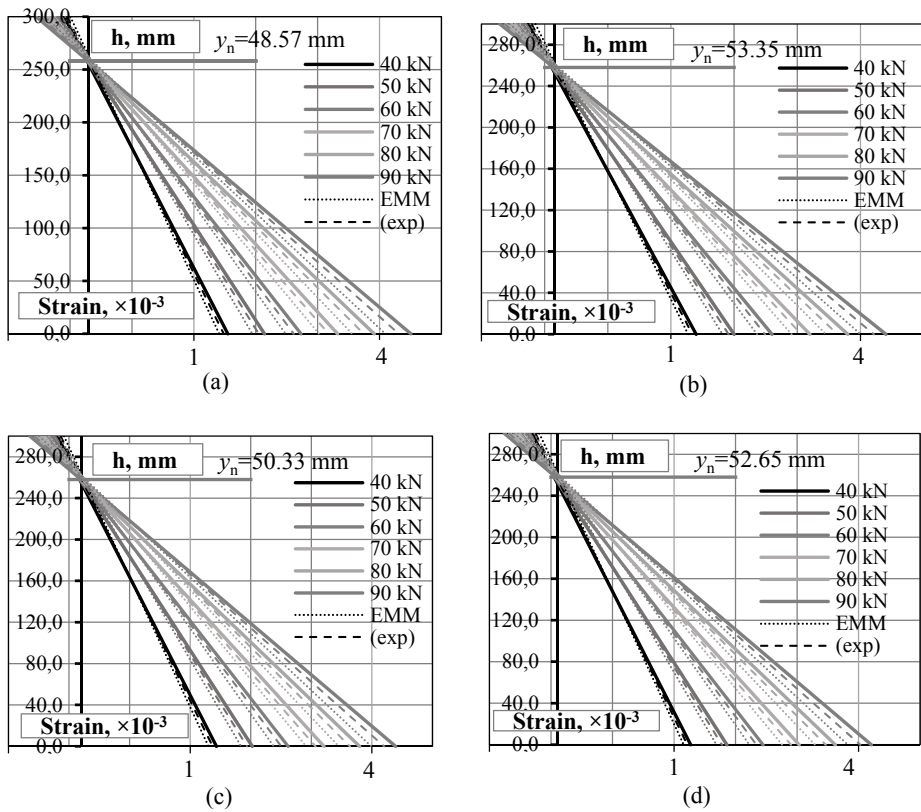 300,0
250,0
200,0
150,0
100,0
50,0
0,0
h, mm
yn=48.57 mm
40 kN
50 kN
60 kN
70 kN
80 kN
90 kN
EMM
(exp)
Strain, ×10-3
1 4
(a)
280,0
240,0
200,0
160,0
120,0
80,0
40,0
0,0
h, mm
yn=53.35 mm
40 kN
50 kN
60 kN
70 kN
80 kN
90 kN
EMM
(exp)
Strain, ×10-3
1 4
(b)
280,0
240,0
200,0
160,0
120,0
80,0
40,0
0,0
h, mm
yn=50.33 mm
40 kN
50 kN
60 kN
70 kN
80 kN
90 kN
EMM
(exp)
Strain, ×10-3
1 4
(c)
280,0
240,0
200,0
160,0
120,0
80,0
40,0
0,0
h, mm
yn=52.65 mm
40 kN
50 kN
60 kN
70 kN
80 kN
90 kN
EMM
(exp)
Strain, ×10-3
1 4
(d)